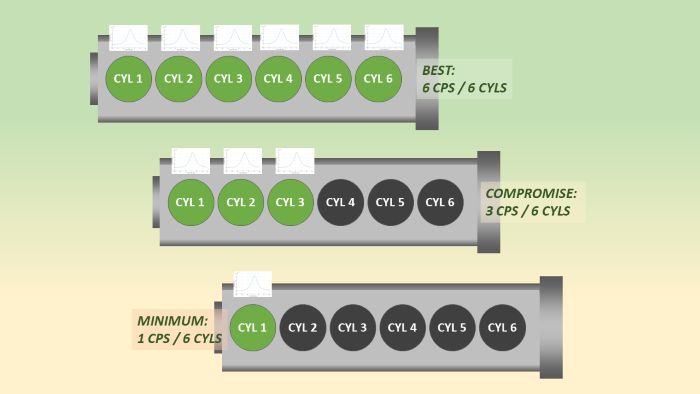 CYL 1 CYL 2 CYL 3 CYL 4 CYL 5 CYL 6
BEST:
6 CPS / 6 CYLS
CYL 1 CYL 2 CYL 3 CYL 4 CYL 5 CYL 6
COMPROMISE:
3 CPS / 6 CYLS
MINIMUM:
1 CPS / 6 CYLS
CYL 1 CYL 2 CYL 3 CYL 4 CYL 5 CYL 6